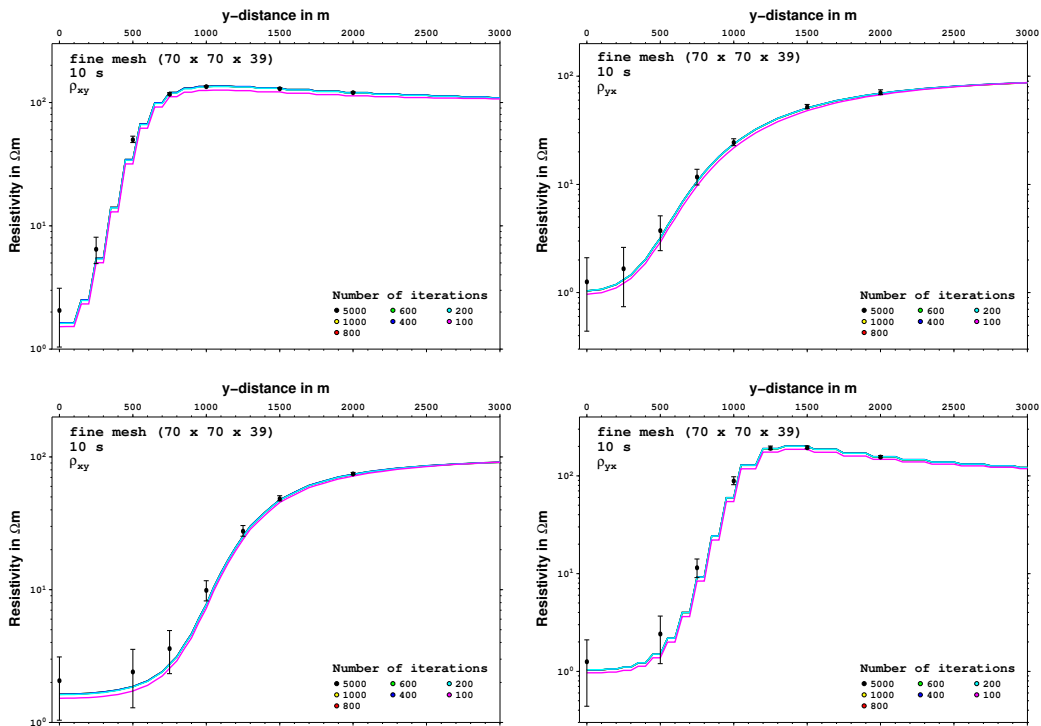 y−distance in m
0 500 1000 1500 2000 2500 3000
fine mesh (70 x 70 x 39)
10 s
ρxy
Resistivity in Ωm
10²
10¹
10⁰
Number of iterations
5000 600 200
1000 400 100
800
y−distance in m
0 500 1000 1500 2000 2500 3000
fine mesh (70 x 70 x 39)
10 s
ρyx
Resistivity in Ωm
10²
10¹
10⁰
Number of iterations
5000 600 200
1000 400 100
800
y−distance in m
0 500 1000 1500 2000 2500 3000
fine mesh (70 x 70 x 39)
10 s
ρxy
Resistivity in Ωm
10²
10¹
10⁰
Number of iterations
5000 600 200
1000 400 100
800
y−distance in m
0 500 1000 1500 2000 2500 3000
fine mesh (70 x 70 x 39)
10 s
ρyx
Resistivity in Ωm
10²
10¹
10⁰
Number of iterations
5000 600 200
1000 400 100
800